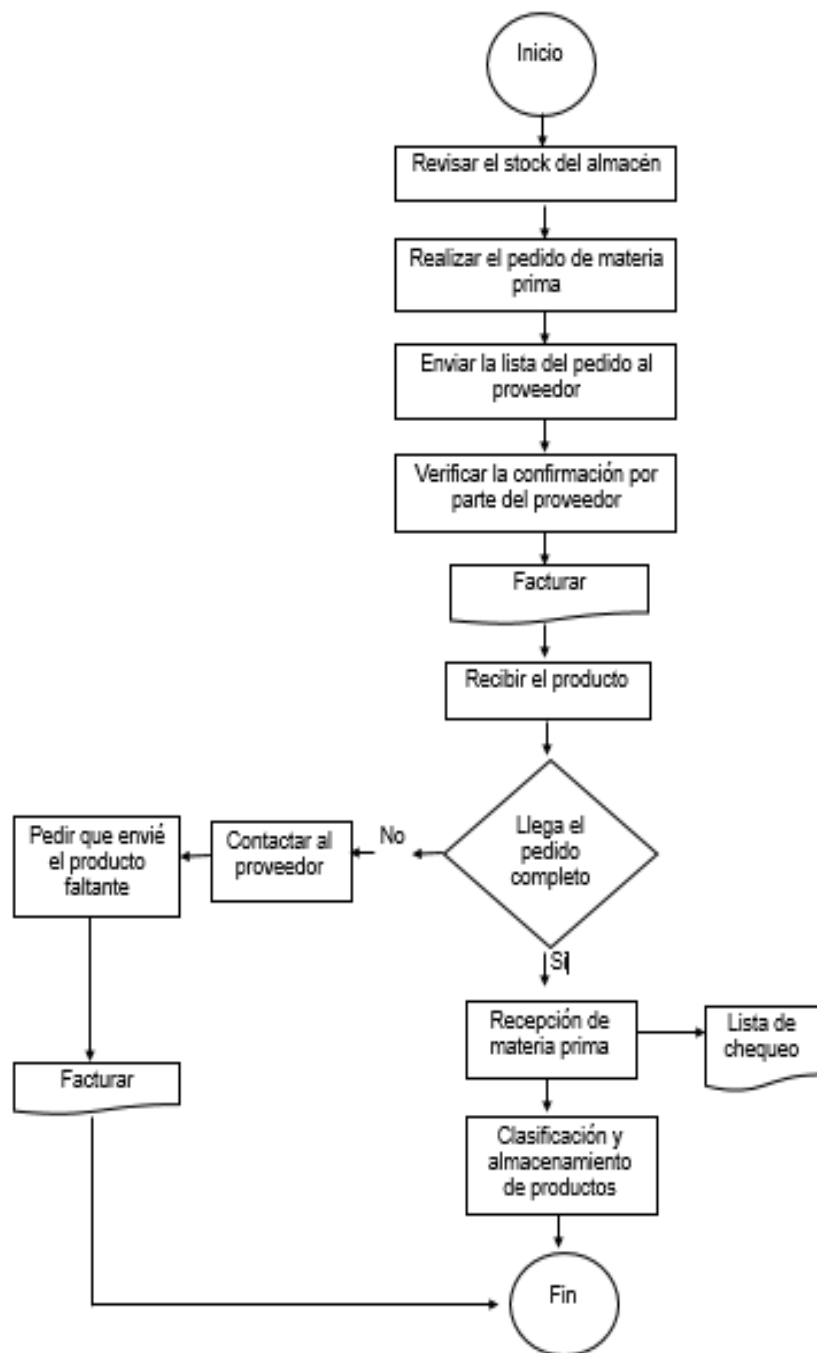 Inicio
Revisar el stock del almacén
Realizar el pedido de materia
prima
Enviar la lista del pedido al
proveedor
Verificar la confirmación por
parte del proveedor
Facturar
Recibir el producto
Llega el
pedido
completo
No
Contactar al
proveedor
Pedir que envié
el producto
faltante
Facturar
Si
Recepción de
materia prima
Lista de
chequeo
Clasificación y
almacenamiento
de productos
Fin